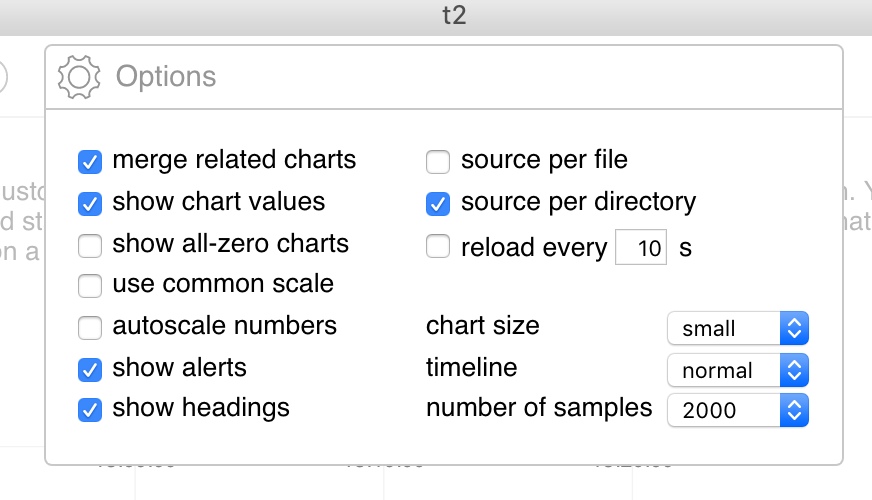 t2
Options
merge related charts
show chart values
show all-zero charts
use common scale
autoscale numbers
show alerts
show headings
source per file
source per directory
reload every 10 s
chart size small
timeline normal
number of samples 2000